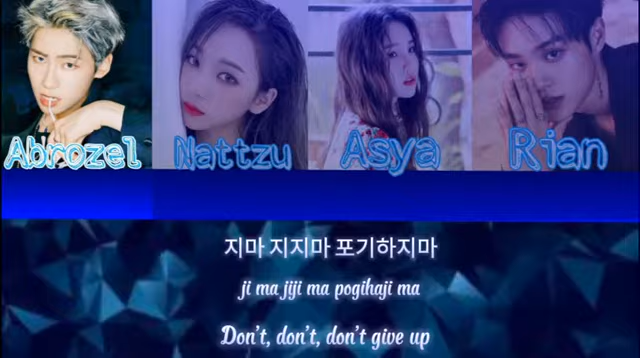 Abrozel Nattzu Asya Rian
지마 지지마 포기하지마
ji ma jiji ma pogihaji ma
Don't, don't, don't give up